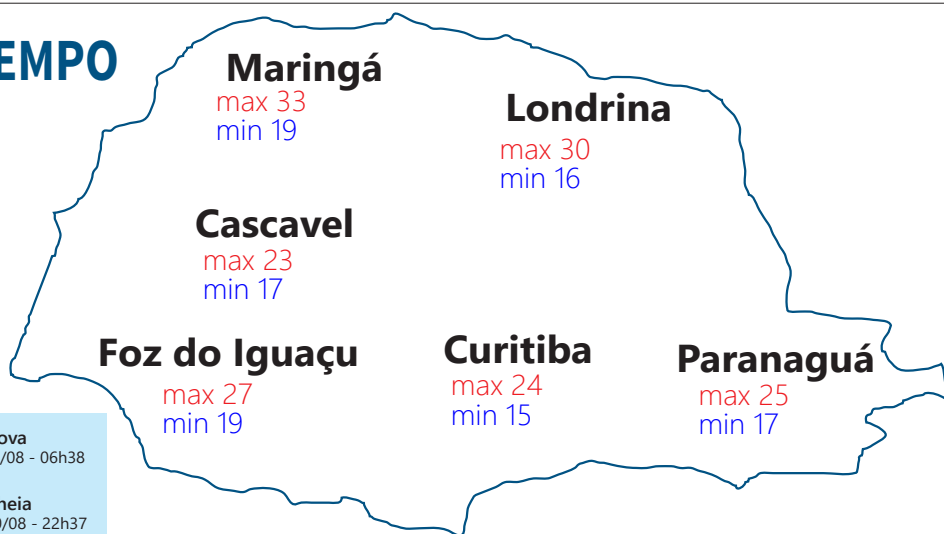 EMPO
Maringá
max 33
min 19
Londrina
max 30
min 16
Cascavel
max 23
min 17
Foz do Iguaçu
max 27
min 19
Curitiba
max 24
min 15
Paranaguá
max 25
min 17
ova
/08 - 06h38
heia
/08 - 22h37